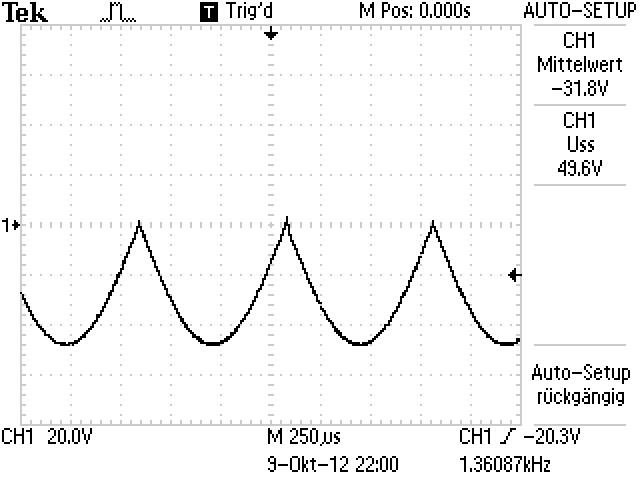 Tek T Trig'd M Pos: 0.000s AUTO-SETUP
CH1
Mittelwert
-31.8V
CH1
Uss
49.6V
1
Auto-Setup
rückgängig
CH1 20.0V M 250µs CH1 -20.3V
9-Okt-12 22:00 1.36087kHz